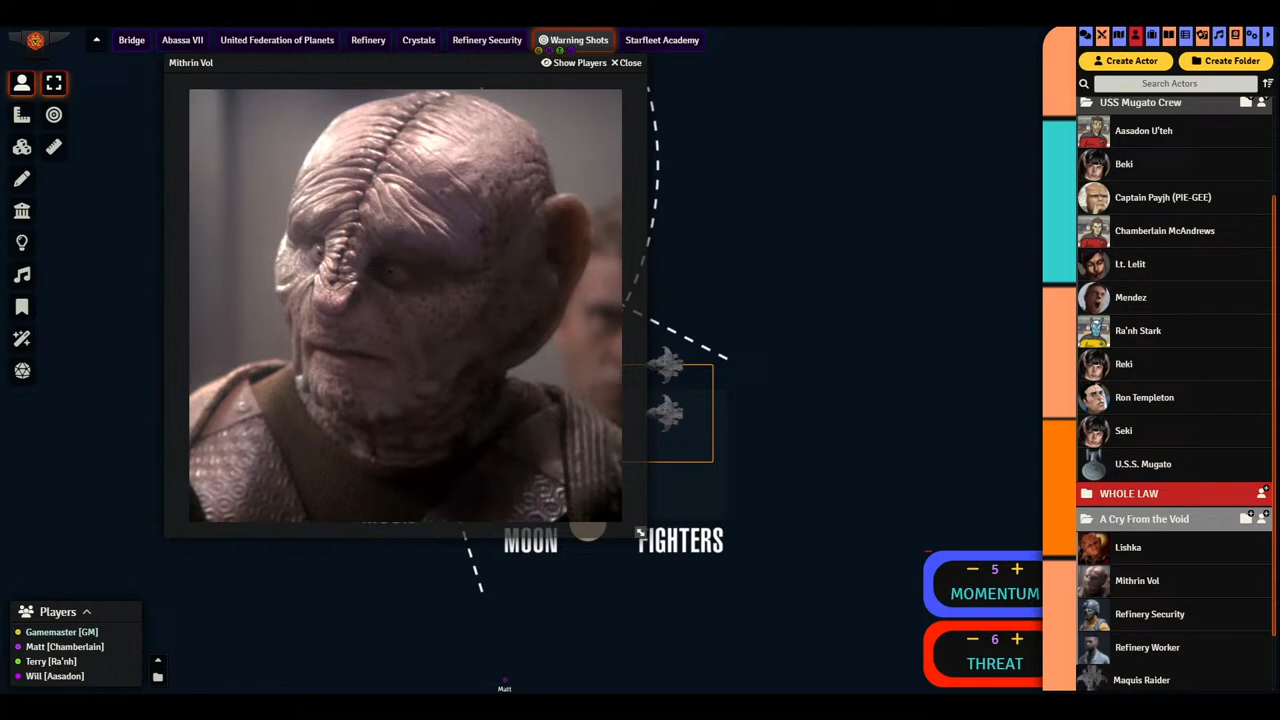 Bridge
Abassa VII
United Federation of Planets
Refinery
Crystals
Refinery Security
Warning Shots
Starfleet Academy
Mithrin Vol
Show Players
Close
MOON
FIGHTERS
Players
Gamemaster [GM]
Matt [Chamberlain]
Terry [Ra'nh]
Will [Aasadon]
Matt
5
MOMENTUM
6
THREAT
Create Actor
Create Folder
Search Actors
USS Mugato Crew
Aasadon U'teh
Beki
Captain Payjh (PIE-GEE)
Chamberlain McAndrews
Lt. Lelit
Mendez
Ra'nh Stark
Reki
Ron Templeton
Seki
U.S.S. Mugato
WHOLE LAW
A Cry From the Void
Lishka
Mithrin Vol
Refinery Security
Refinery Worker
Maquis Raider